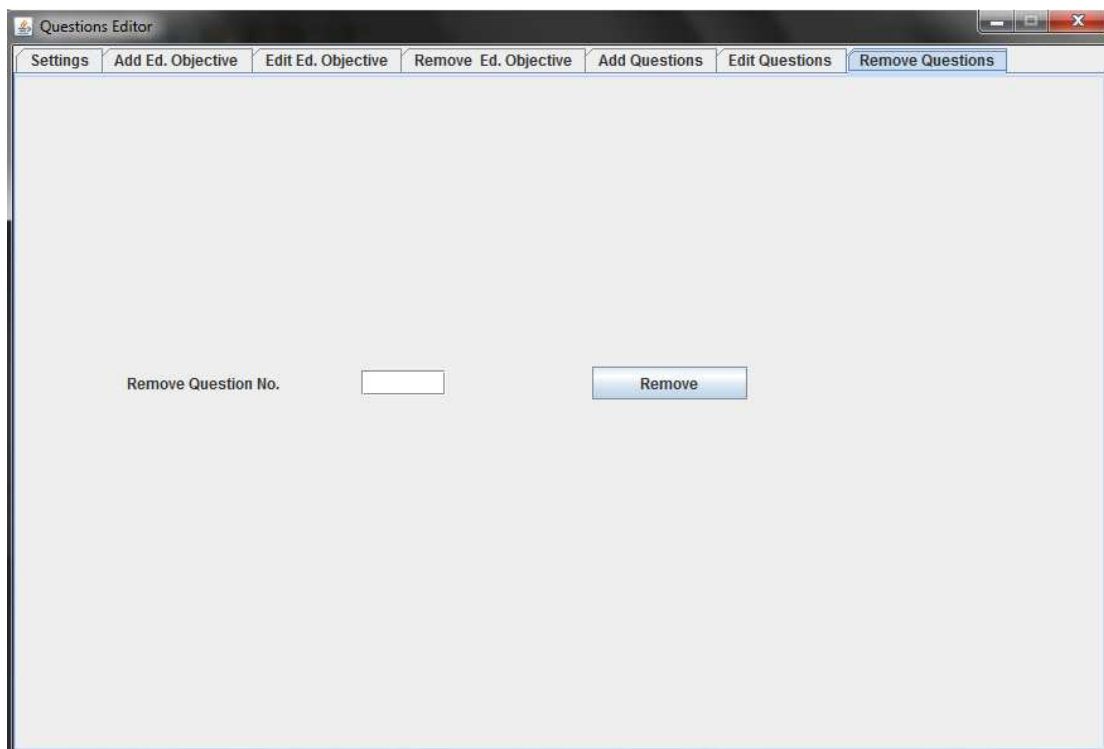 Questions Editor
Settings Add Ed. Objective Edit Ed. Objective Remove Ed. Objective Add Questions Edit Questions Remove Questions
Remove Question No. Remove